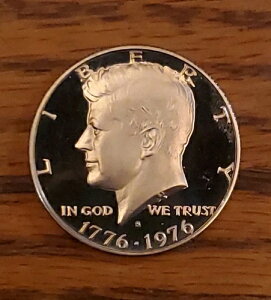 LIBERTY
IN GOD WE TRUST
S
1776-1976